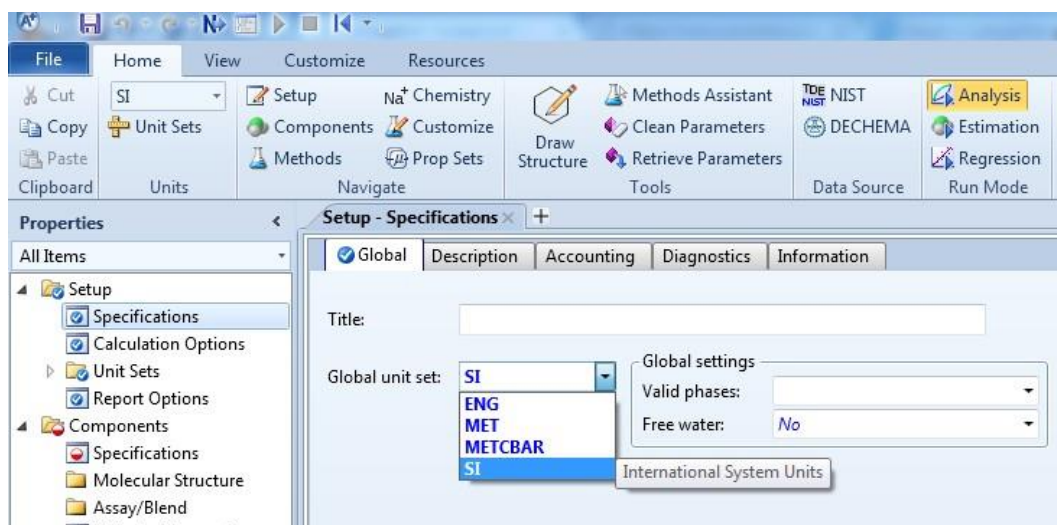 A+
N
File Home View Customize Resources
Cut
Copy
Paste
Clipboard
SI
Unit Sets
Units
Setup
Components
Methods
Na+ Chemistry
Customize
Prop Sets
Navigate
Draw
Structure
Methods Assistant
Clean Parameters
Retrieve Parameters
Tools
TDE NIST NIST
DECHEMA
Data Source
Analysis
Estimation
Regression
Run Mode
Properties
All Items
Setup
Specifications
Calculation Options
Unit Sets
Report Options
Components
Specifications
Molecular Structure
Assay/Blend
Setup - Specifications × +
Global Description Accounting Diagnostics Information
Title:
Global unit set: SI
ENG
MET
METCBAR
SI
International System Units
Global settings
Valid phases:
Free water: No